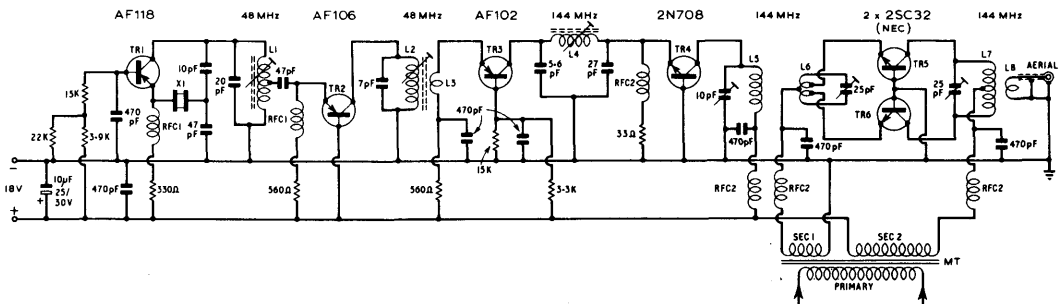 AF118
48 MHz
AF106
48 MHz
AF102
144 MHz
2N708
144 MHz
2 x 2SC32
(NEC)
144 MHz
TR1
10pF
20
pF
L1
47pF
L2
TR3
L4
TR4
L5
L6
TR5
L7
L8
AERIAL
15K
X1
7pF
L3
5-6
pF
27
pF
RFC2
10pF
25pF
25
pF
TR2
TR6
470
pF
RFC1
47
pF
RFC1
470pF
22K
3-9K
33Ω
470pF
470
pF
470pF
15K
-
18V
+
10µF
25/
30V
+
470pF
330Ω
560Ω
560Ω
3-3K
RFC2
RFC2
RFC2
SEC 1
SEC 2
MT
PRIMARY